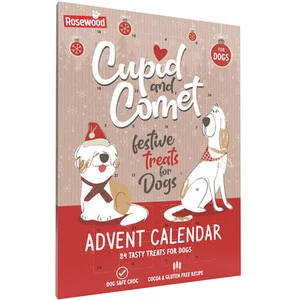 Rosewood
FOR
DOGS
Cupid
and
Comet
festive
treats
for
Dogs
ADVENT CALENDAR
24 TASTY TREATS FOR DOGS
DOG SAFE CHOC
COCOA & GLUTEN FREE RECIPE